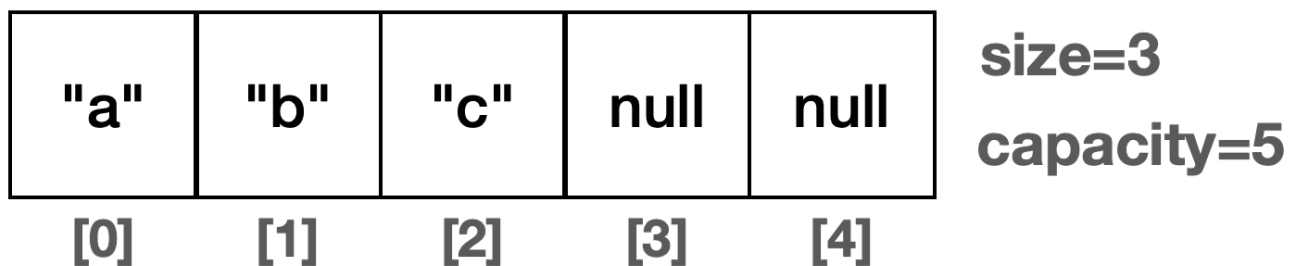 "a" "b" "c" null null
[0] [1] [2] [3] [4]
size=3
capacity=5